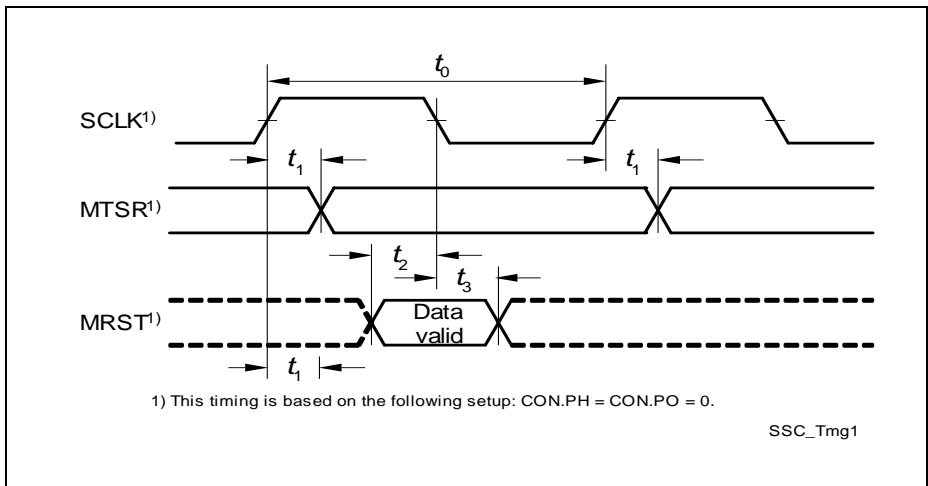 t0
SCLK1)
t1
t1
MTSR1)
t2
t3
MRST1)
Data
valid
t1
1) This timing is based on the following setup: CON.PH = CON.PO = 0.
SSC_Tmg1